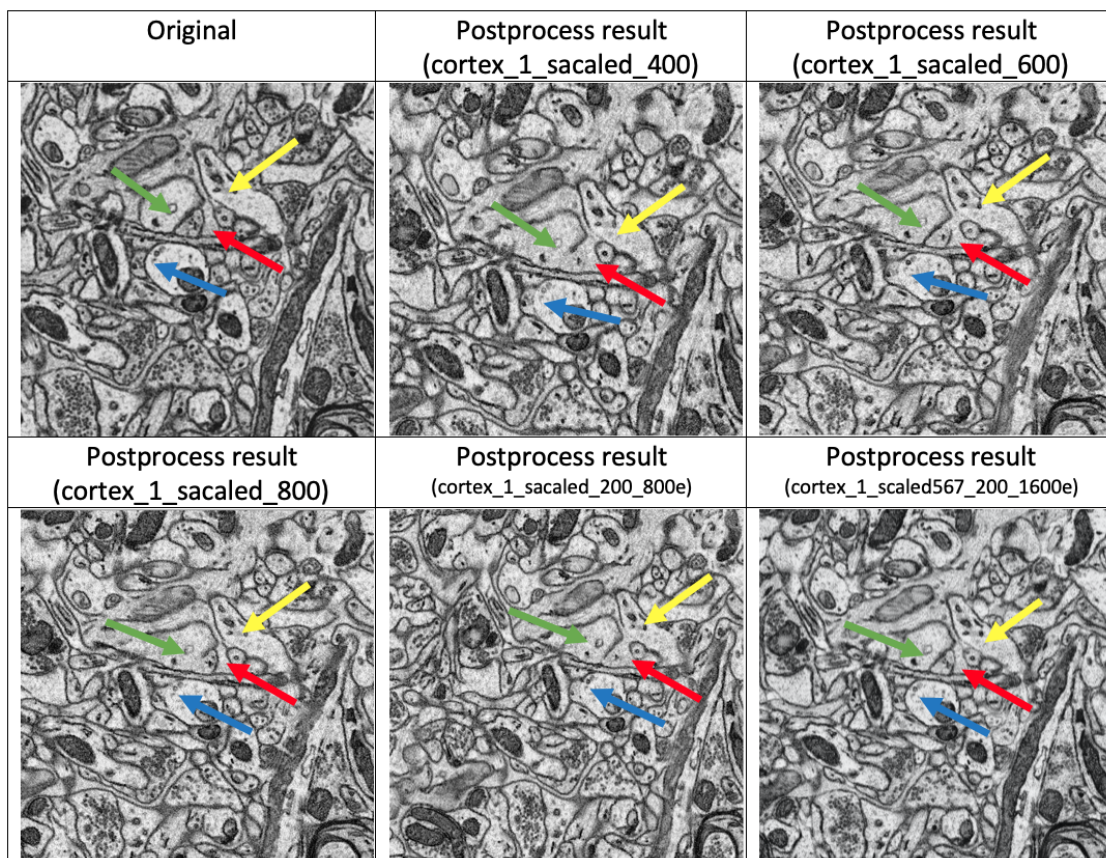 Original
Postprocess result
(cortex_1_sacaled_400)
Postprocess result
(cortex_1_sacaled_600)
Postprocess result
(cortex_1_sacaled_800)
Postprocess result
(cortex_1_sacaled_200_800e)
Postprocess result
(cortex_1_scaled567_200_1600e)